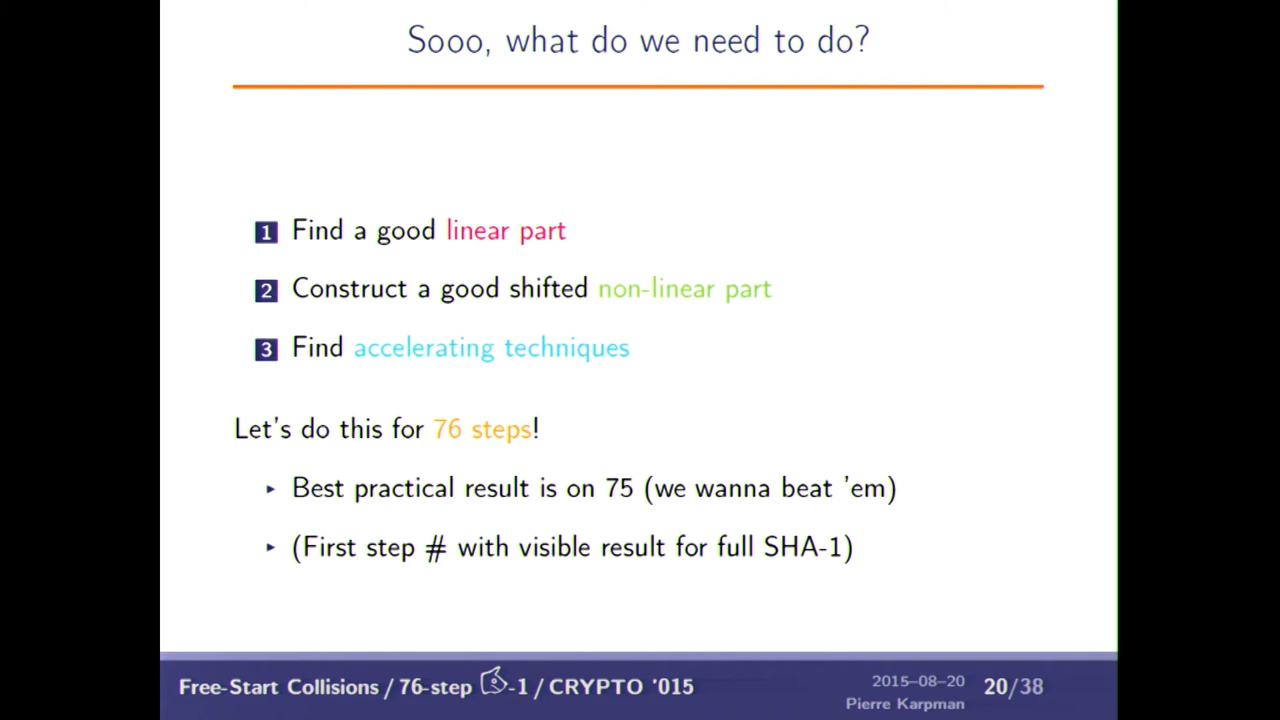 Sooo, what do we need to do?
1 Find a good linear part
2 Construct a good shifted non-linear part
3 Find accelerating techniques
Let's do this for 76 steps!
▸ Best practical result is on 75 (we wanna beat 'em)
▸ (First step # with visible result for full SHA-1)
Free-Start Collisions / 76-step -1 / CRYPTO '015
2015–08–20
Pierre Karpman
20/38